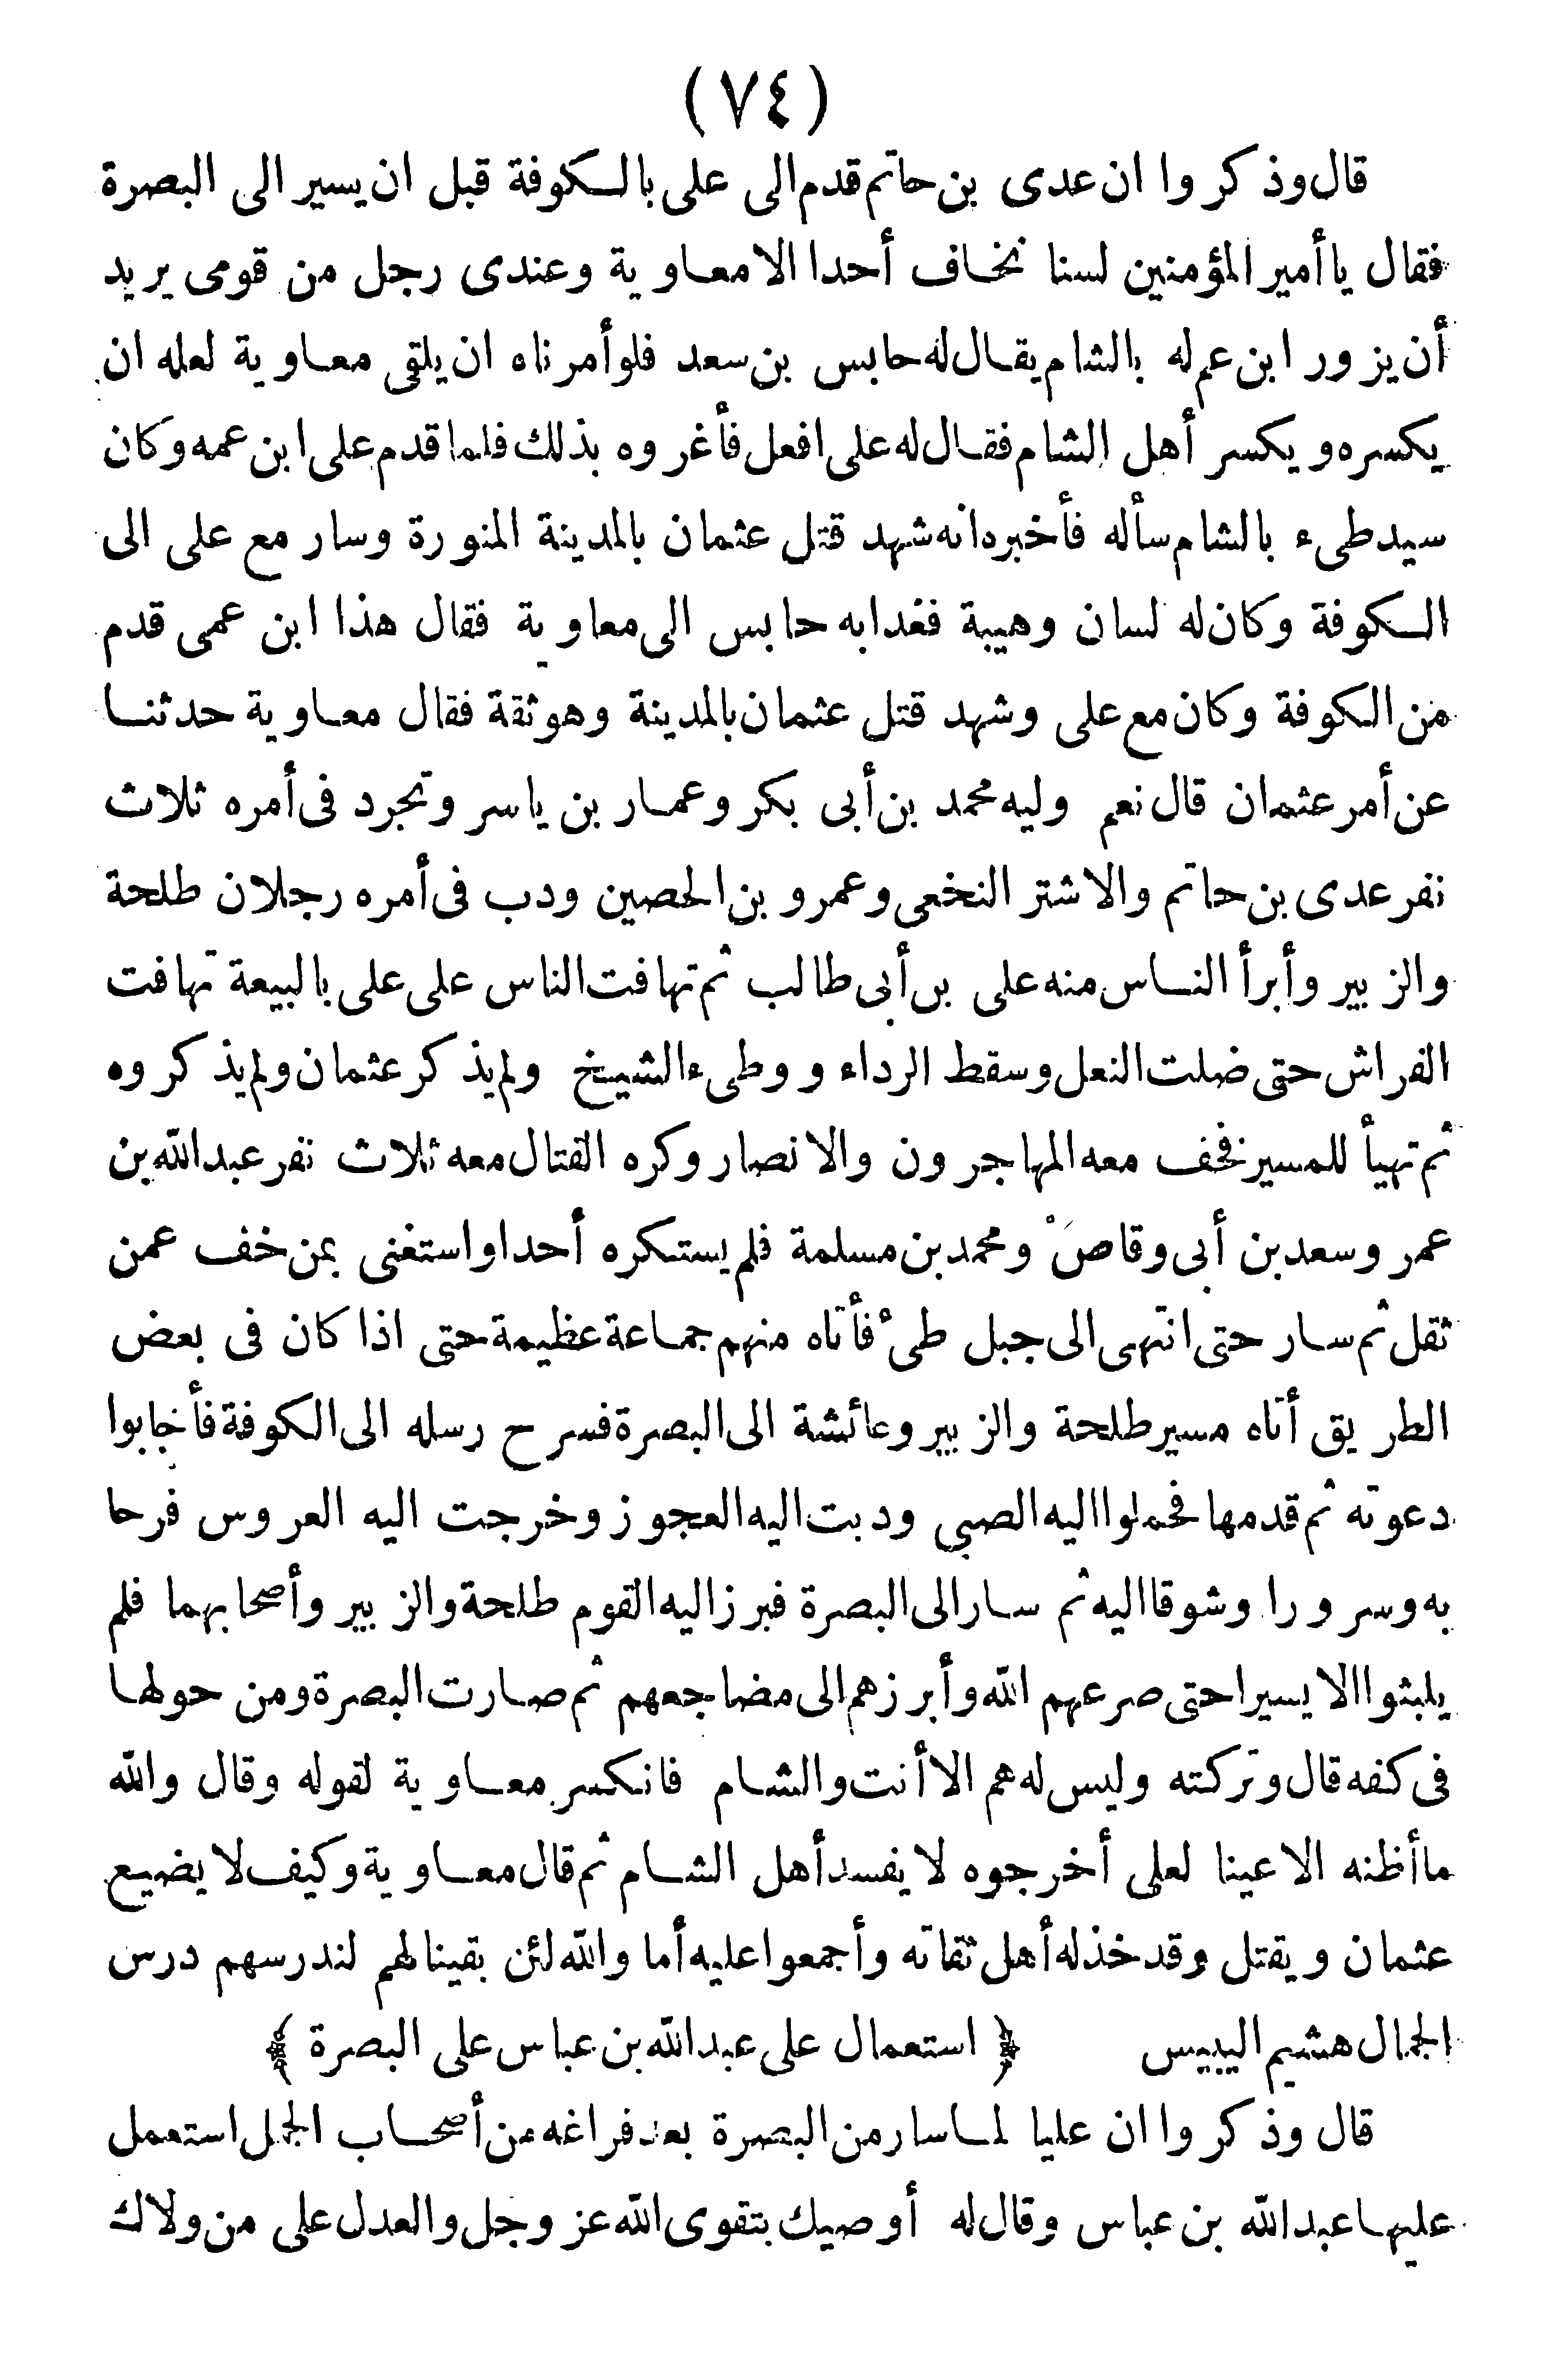 (٧٤)
قال وذكروا ان عدى بن حاتم قدم الى على بالكوفة قبل ان يسير الى البصرة
فقال يا أمير المؤمنين لسنا نخاف أحدا الا معاوية وعندى رجل من قومى يريد
أن يزور ابن عم له بالشام يقال له حابس بن سعد فلو أمرناه ان يلقى معاوية لعله ان
يكسره ويكسر أهل الشام فقال له على افعل فأغروه بذلك فلما قدم على ابن عمه وكان
سيد طىء بالشام سأله فأخبره انه شهد قتل عثمان بالمدينة المنورة وسار مع على الى
الكوفة وكان له لسان وهيبة فغدا به حابس الى معاوية فقال هذا ابن عمى قدم
من الكوفة وكان مع على وشهد قتل عثمان بالمدينة وهو ثقة فقال معاوية حدثنا
عن أمر عثمان قال نعم وليه محمد بن أبى بكر وعمار بن ياسر وتجرد فى أمره ثلاث
نفر عدى بن حاتم والاشتر النخعى وعمرو بن الحصين ودب فى أمره رجلان طلحة
والزبير وأبرأ الناس منه على بن أبى طالب ثم تهافت الناس على على بالبيعة تهافت
الفراش حتى ضلت النعل وسقط الرداء ووطىء الشيخ ولم يذكر عثمان ولم يذكروه
ثم تهيأ للمسير فخف معه المهاجرون والانصار وكره القتال معه ثلاث نفر عبد الله بن
عمر وسعد بن أبى وقاص ومحمد بن مسلمة فلم يستكره أحدا واستغنى بمن خف عمن
ثقل ثم سار حتى انتهى الى جبل طىء فأتاه منهم جماعة عظيمة حتى اذا كان فى بعض
الطريق أتاه مسير طلحة والزبير وعائشة الى البصرة فسرح رسله الى الكوفة فأجابوا
دعوته ثم قدمها فحملوا اليه الصبى ودبت اليه العجوز وخرجت اليه العروس فرحا
به وسرورا وشوقا اليه ثم سار الى البصرة فبرز اليه القوم طلحة والزبير وأصحابهما فلم
يلبثوا الا يسيرا حتى صرعهم الله وأبرزهم الى مضاجعهم ثم صارت البصرة ومن حولها
فى كفه قال وتركته وليس له هم الا أنت والشام فانكسر معاوية لقوله وقال والله
ما أظنه الا عينا لعلى أخرجوه لا يفسد أهل الشام ثم قال معاوية وكيف لا يضيع
عثمان ويقتل وقد خذله أهل ثقاته وأجمعوا عليه أما والله لئن بقينا لهم لندرسهم درس
الجمال هشيم اليبيس ﴿ استعمال على عبد الله بن عباس على البصرة ﴾
قال وذكروا ان عليا لما سار من البصرة بعد فراغه من أصحاب الجمل استعمل
عليها عبد الله بن عباس وقال له أوصيك بتقوى الله عز وجل والعدل على من ولاك